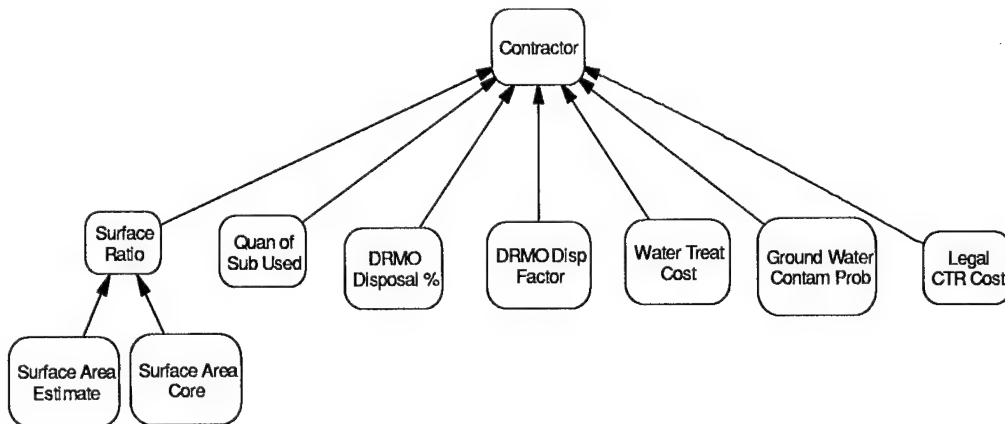 Contractor
Surface
Ratio
Quan of
Sub Used
DRMO
Disposal %
DRMO Disp
Factor
Water Treat
Cost
Ground Water
Contam Prob
Legal
CTR Cost
Surface Area
Estimate
Surface Area
Core